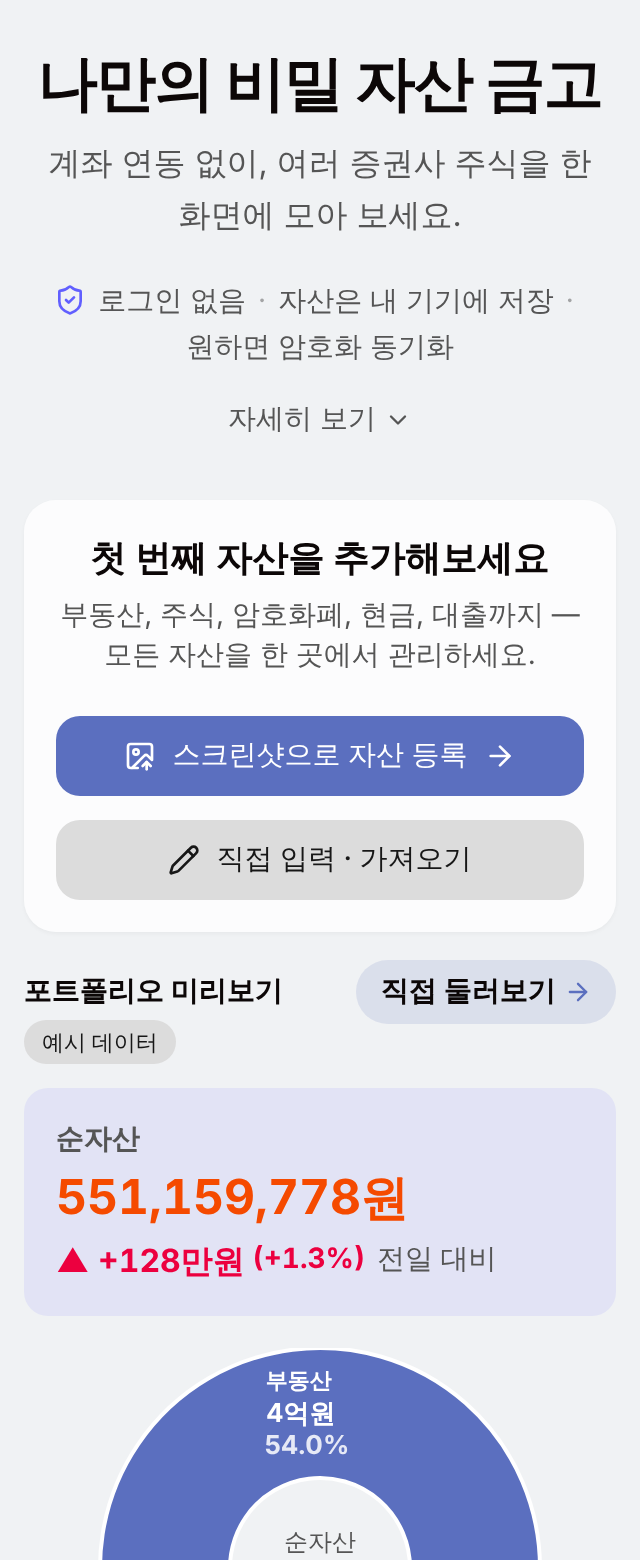 나만의 비밀 자산 금고
계좌 연동 없이, 여러 증권사 주식을 한
화면에 모아 보세요.
로그인 없음 · 자산은 내 기기에 저장 ·
원하면 암호화 동기화
자세히 보기
첫 번째 자산을 추가해보세요
부동산, 주식, 암호화폐, 현금, 대출까지 —
모든 자산을 한 곳에서 관리하세요.
스크린샷으로 자산 등록 →
직접 입력 · 가져오기
포트폴리오 미리보기
직접 둘러보기 →
예시 데이터
순자산
551,159,778원
▲ +128만원 (+1.3%) 전일 대비
부동산
4억원
54.0%
순자산